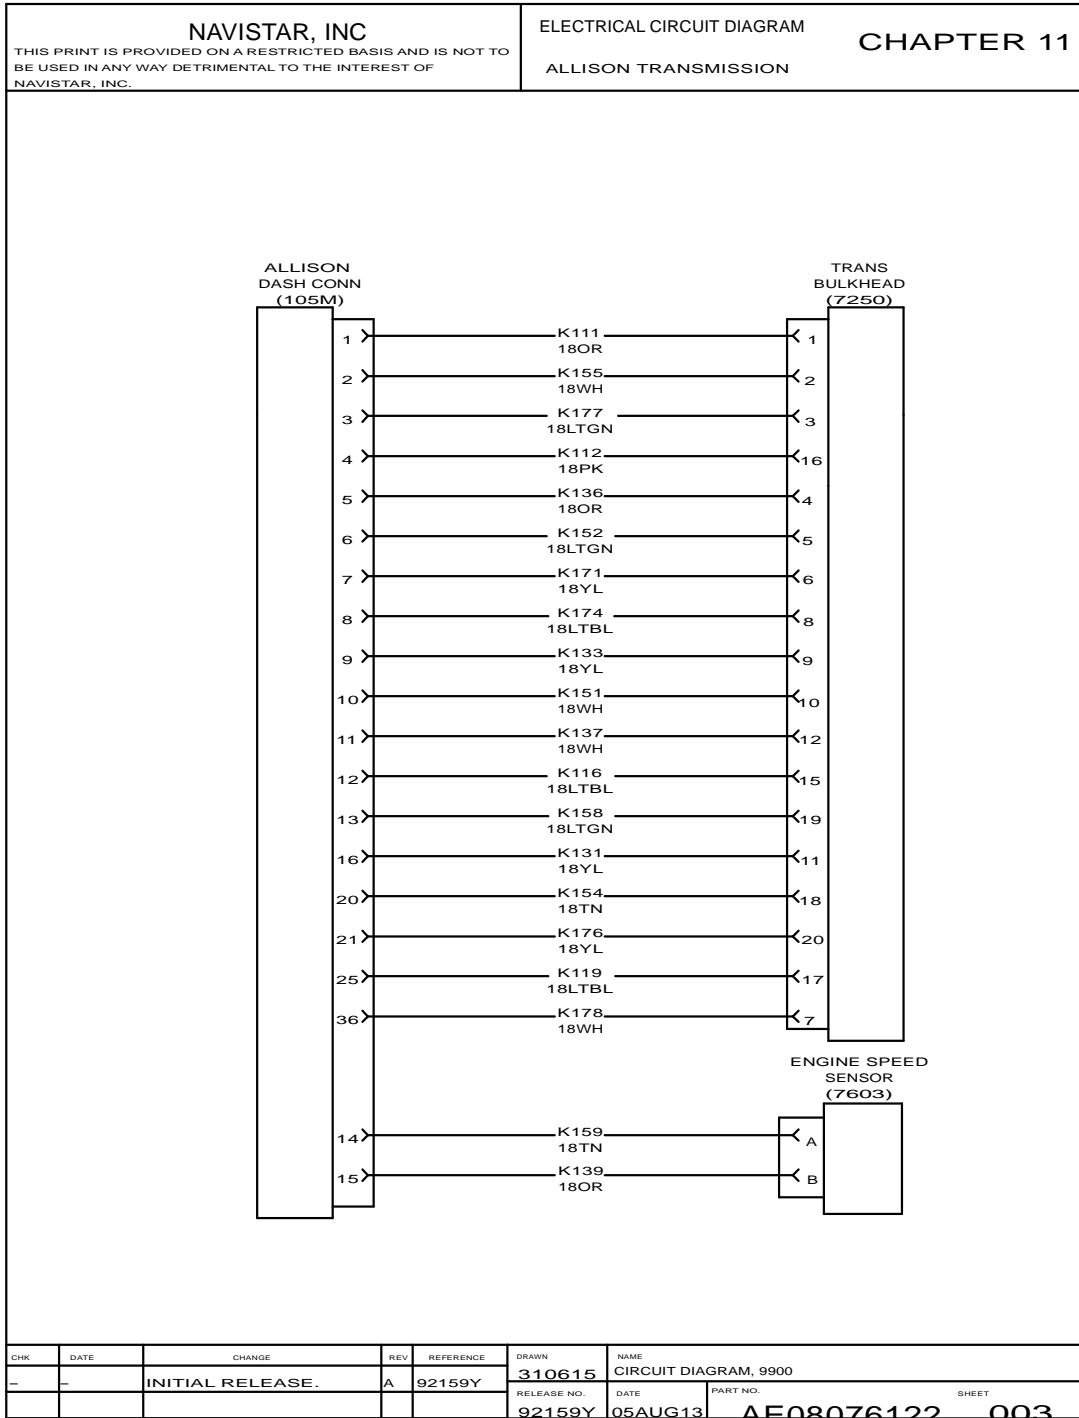 NAVISTAR, INC
THIS PRINT IS PROVIDED ON A RESTRICTED BASIS AND IS NOT TO
BE USED IN ANY WAY DETRIMENTAL TO THE INTEREST OF
NAVISTAR, INC.
ELECTRICAL CIRCUIT DIAGRAM
ALLISON TRANSMISSION
CHAPTER 11
ALLISON
DASH CONN
(105M)
TRANS
BULKHEAD
(7250)
1 K111 1
18OR
2 K155 2
18WH
3 K177 3
18LTGN
4 K112 16
18PK
5 K136 4
18OR
6 K152 5
18LTGN
7 K171 6
18YL
8 K174 8
18LTBL
9 K133 9
18YL
10 K151 10
18WH
11 K137 12
18WH
12 K116 15
18LTBL
13 K158 19
18LTGN
16 K131 11
18YL
20 K154 18
18TN
21 K176 20
18YL
25 K119 17
18LTBL
36 K178 7
18WH
ENGINE SPEED
SENSOR
(7603)
14 K159 A
18TN
15 K139 B
18OR
CHK DATE CHANGE REV REFERENCE DRAWN NAME
- - INITIAL RELEASE. A 92159Y 310615 CIRCUIT DIAGRAM, 9900
RELEASE NO. DATE PART NO. SHEET
92159Y 05AUG13 AE08076122 003